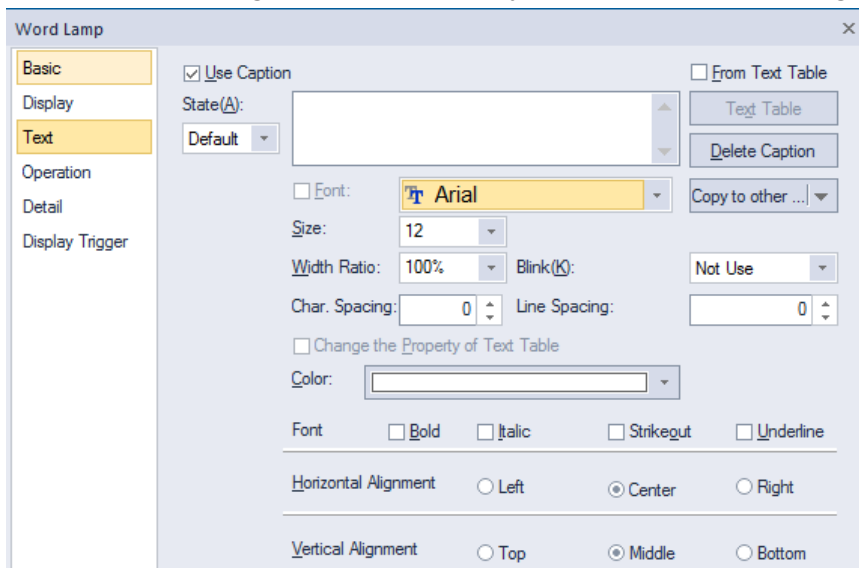 Word Lamp
Basic
Display
Text
Operation
Detail
Display Trigger
Use Caption
From Text Table
State(A):
Default
Text Table
Delete Caption
Font:
Arial
Copy to other ...
Size:
12
Width Ratio:
100%
Blink(K):
Not Use
Char. Spacing:
0
Line Spacing:
0
Change the Property of Text Table
Color:
Font
Bold
Italic
Strikeout
Underline
Horizontal Alignment
Left
Center
Right
Vertical Alignment
Top
Middle
Bottom